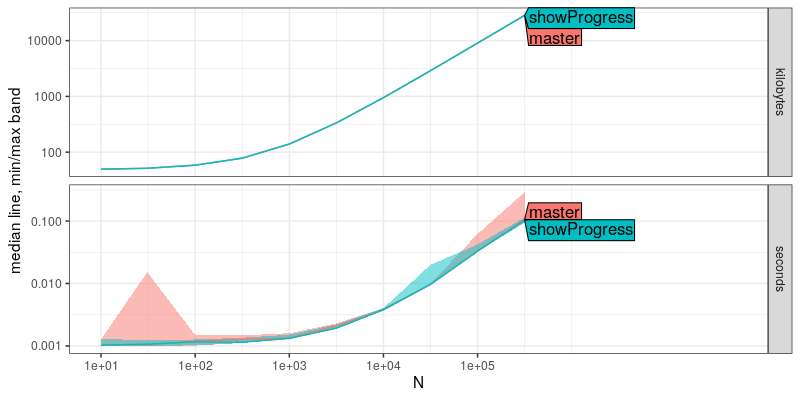 showProgress
master
10000
1000
100
kilobytes
master
showProgress
0.100
0.010
0.001
seconds
median line, min/max band
1e+01 1e+02 1e+03 1e+04 1e+05
N